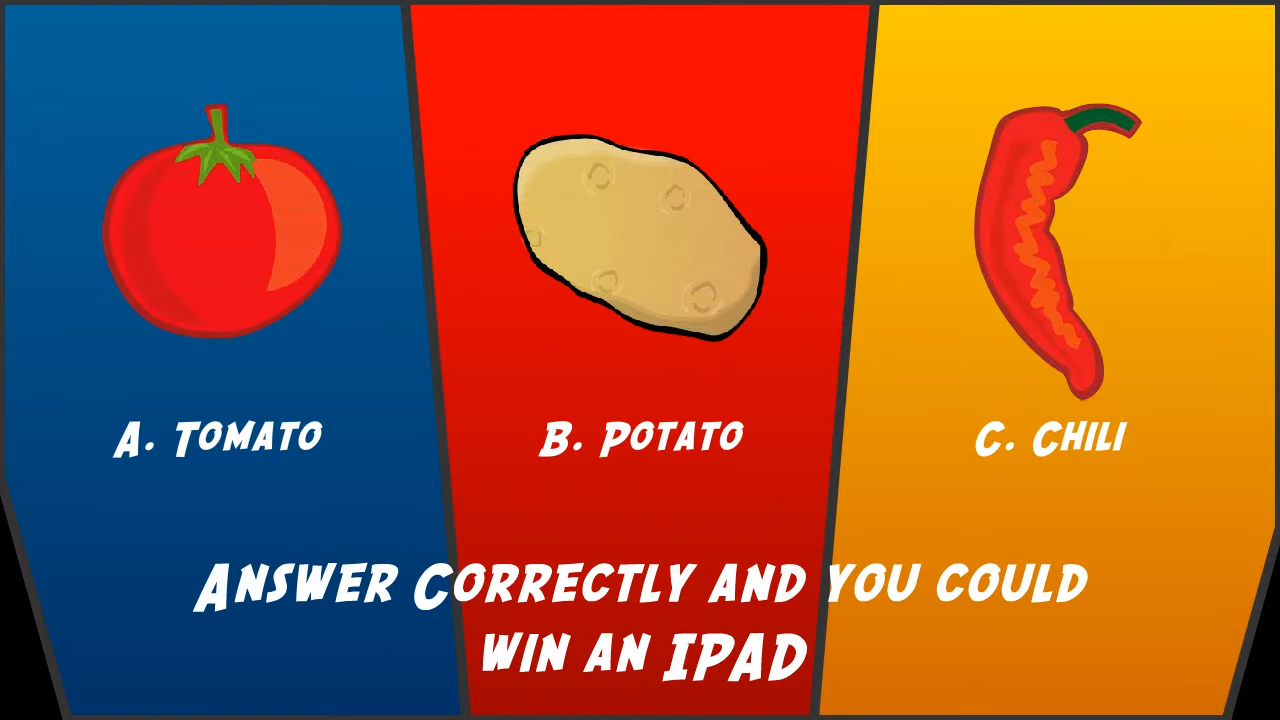 A. Tomato
B. Potato
C. Chili
Answer Correctly and you could
win an IPAD